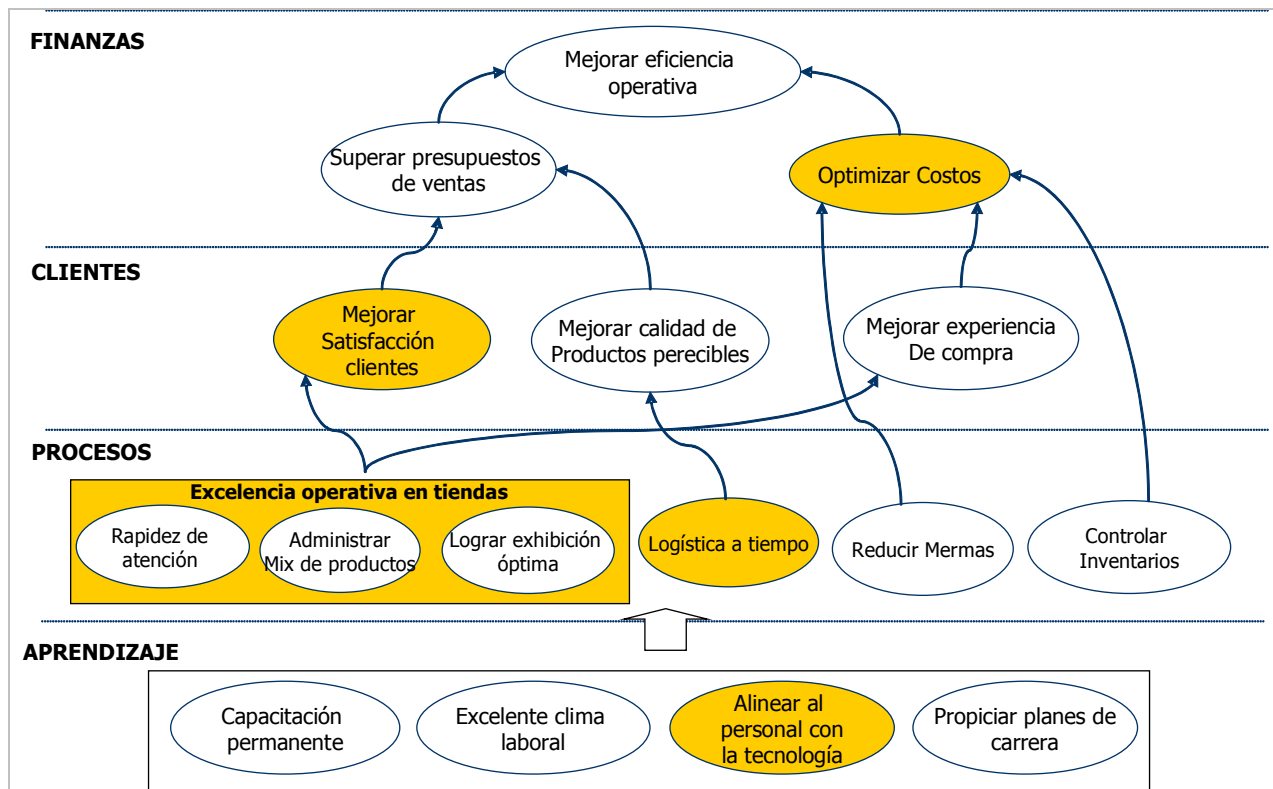 FINANZAS
Mejorar eficiencia
operativa
Superar presupuestos
de ventas
Optimizar Costos
CLIENTES
Mejorar
Satisfacción
clientes
Mejorar calidad de
Productos perecibles
Mejorar experiencia
De compra
PROCESOS
Excelencia operativa en tiendas
Rapidez de
atención
Administrar
Mix de productos
Lograr exhibición
óptima
Logística a tiempo
Reducir Mermas
Controlar
Inventarios
APRENDIZAJE
Capacitación
permanente
Excelente clima
laboral
Alinear al
personal con
la tecnología
Propiciar planes de
carrera